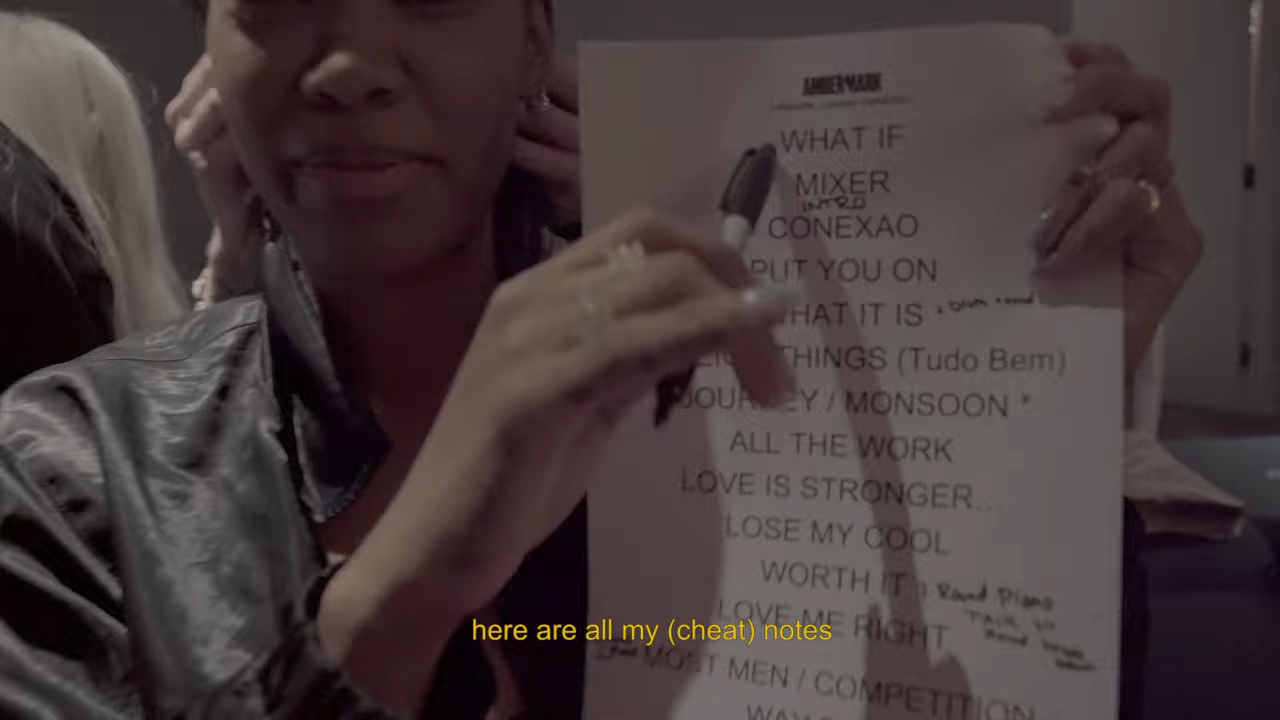 AMBER MARK
WHAT IF
MIXER
INTRO
CONEXAO
PUT YOU ON
WHAT IT IS
THINGS (Tudo Bem)
JOURNEY / MONSOON *
ALL THE WORK
LOVE IS STRONGER...
LOSE MY COOL
WORTH IT Rand Piano
LOVE ME RIGHT
MOST MEN / COMPETITION
here are all my (cheat) notes